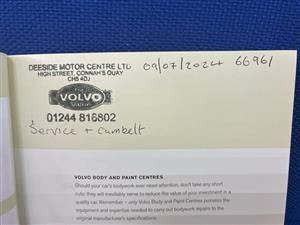 DEESIDE MOTOR CENTRE LTD
HIGH STREET, CONNAH'S QUAY
CH5 4DJ
09/07/2024 66961
VOLVO
01244 816802
Service + cambelt
VOLVO BODY AND PAINT CENTRES
Should your car's bodywork ever need attention, don't take any short
cuts they will inevitably serve to reduce the value of your investment in a
quality car. Remember - only Volvo Body and Paint Centres possess the
equipment and expertise needed to carry out bodywork repairs to the
original manufacturer's specifications.